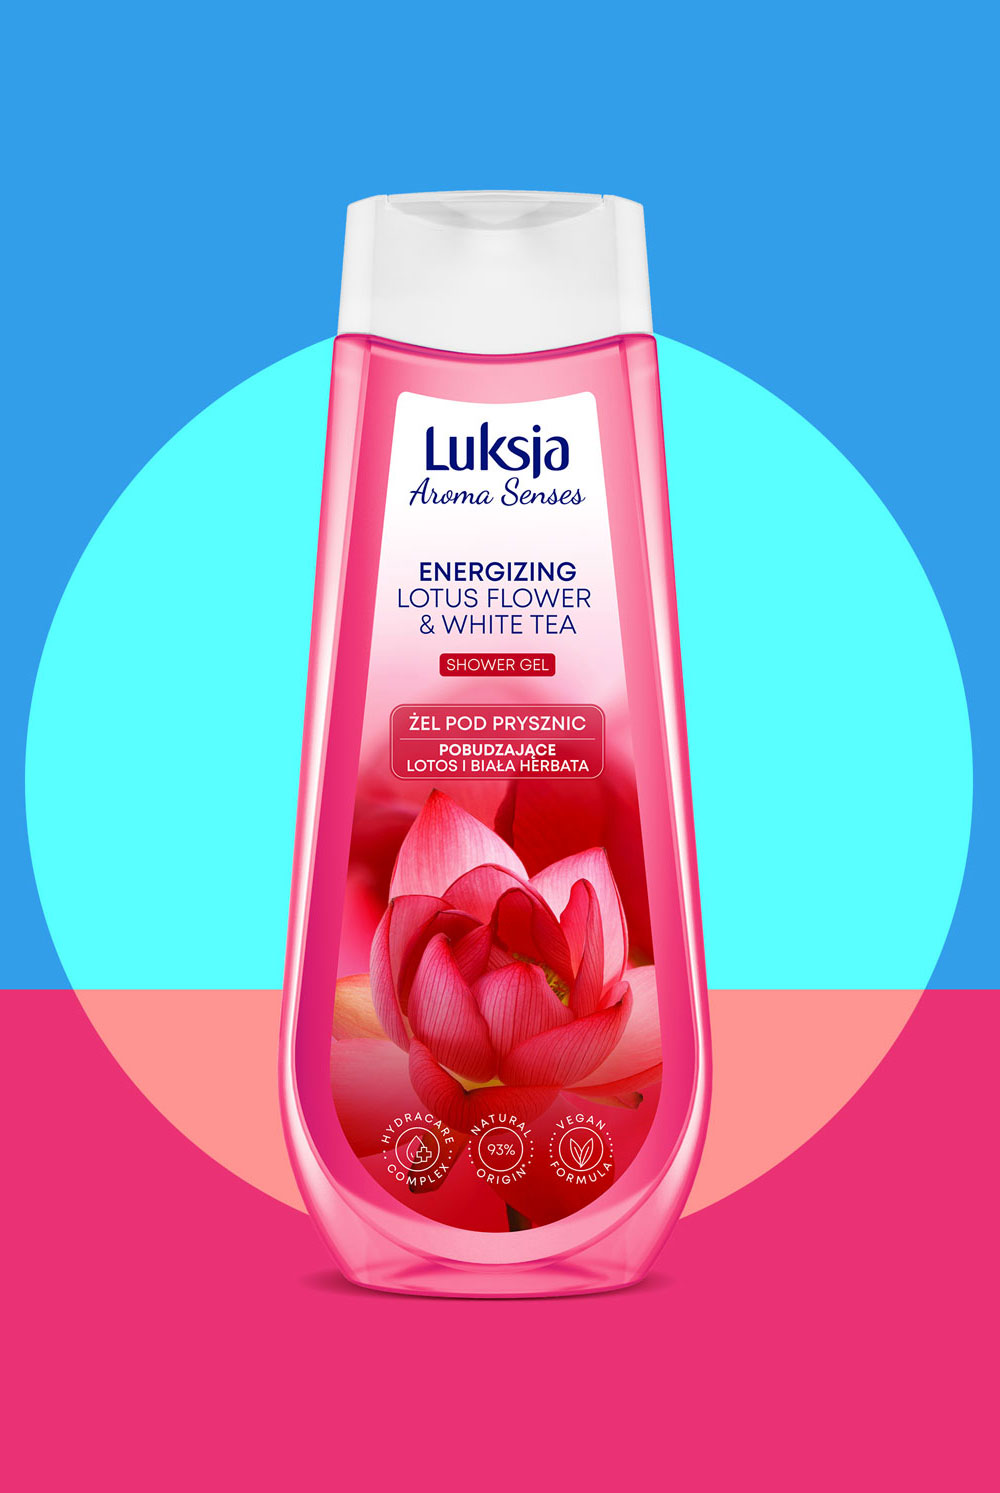 Luksja
Aroma Senses
ENERGIZING
LOTUS FLOWER
& WHITE TEA
SHOWER GEL
ŻEL POD PRYSZNIC
POBUDZAJĄCE
LOTOS I BIAŁA HERBATA
HYDRACARE COMPLEX
NATURAL 93% ORIGIN*
VEGAN FORMULA